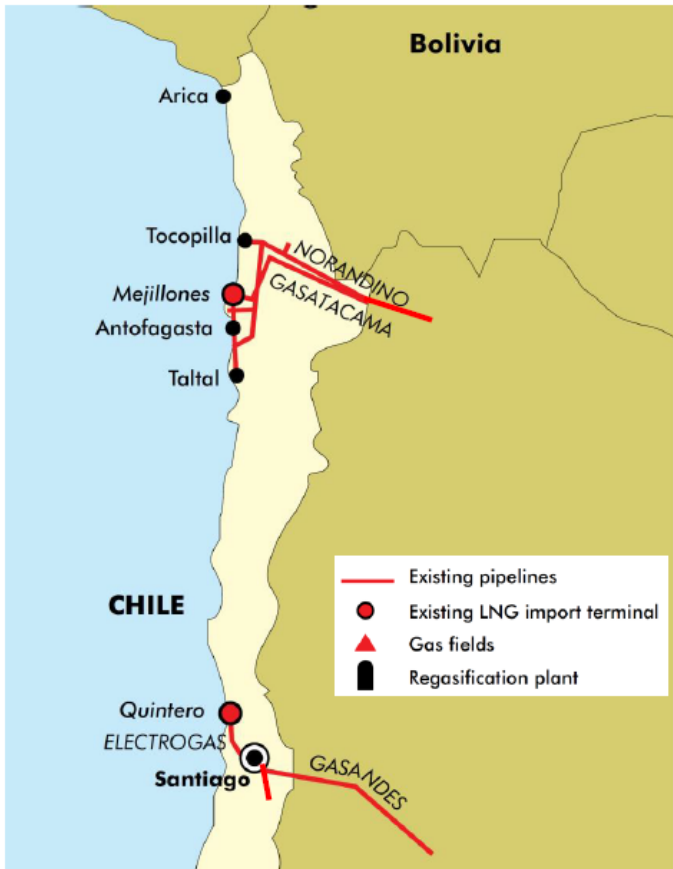 Bolivia
Arica
Tocopilla
NORANDINO
Mejillones
GASATACAMA
Antofagasta
Taltal
Existing pipelines
CHILE
Existing LNG import terminal
Gas fields
Regasification plant
Quintero
ELECTROGAS
GASANDES
Santiago